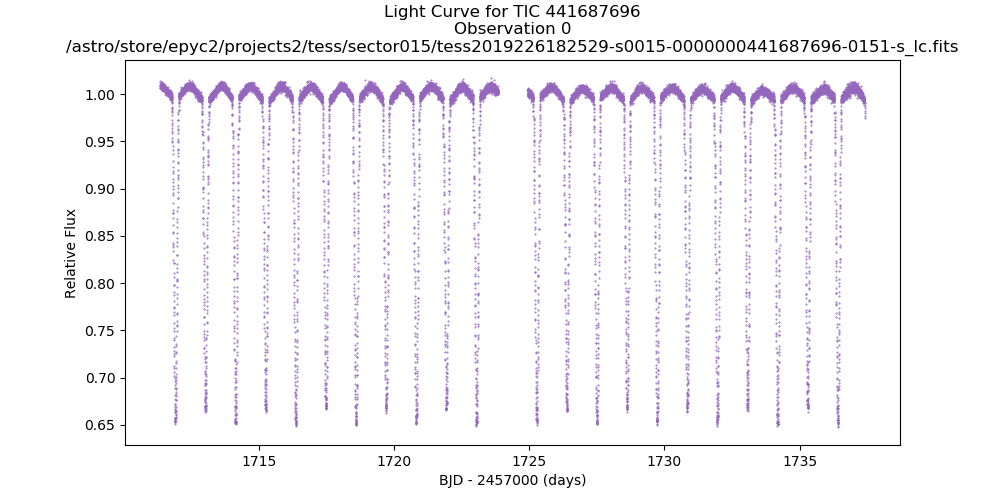 Light Curve for TIC 441687696
Observation 0
/astro/store/epyc2/projects2/tess/sector015/tess2019226182529-s0015-0000000441687696-0151-s_lc.fits
Relative Flux
1.00
0.95
0.90
0.85
0.80
0.75
0.70
0.65
1715
1720
1725
1730
1735
BJD - 2457000 (days)